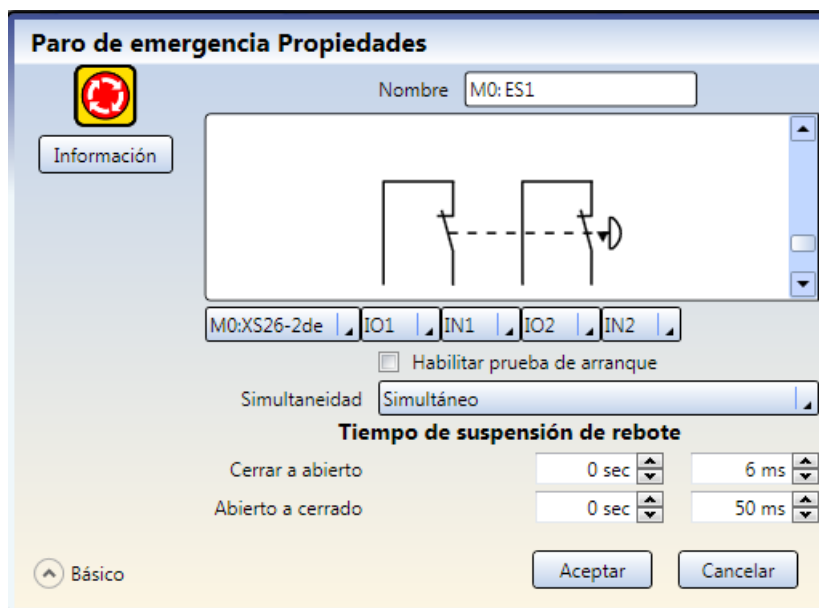 Paro de emergencia Propiedades
Nombre M0: ES1
Información
M0:XS26-2de IO1 IN1 IO2 IN2
Habilitar prueba de arranque
Simultaneidad Simultáneo
Tiempo de suspensión de rebote
Cerrar a abierto 0 sec 6 ms
Abierto a cerrado 0 sec 50 ms
Básico Aceptar Cancelar